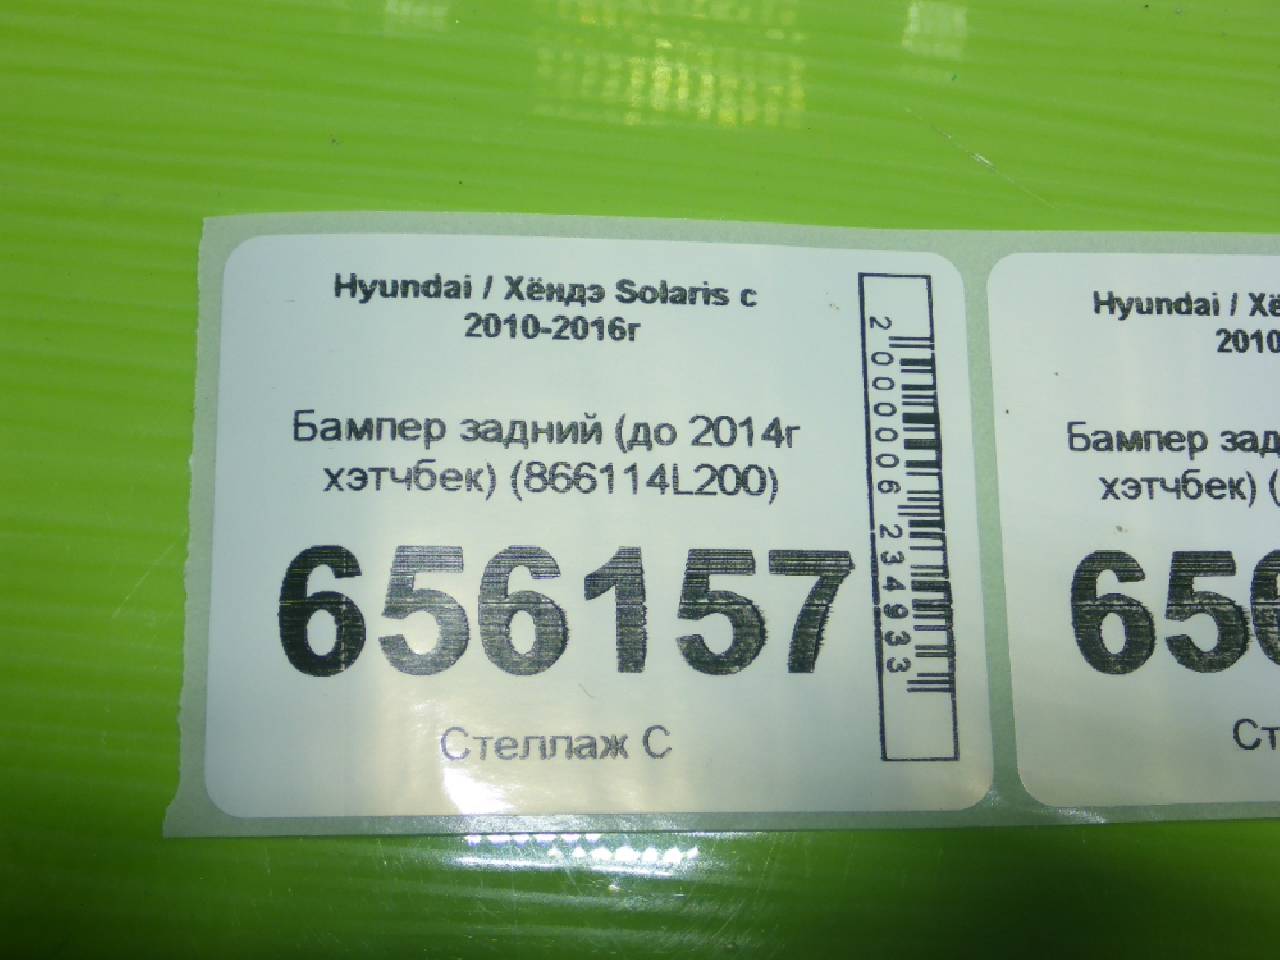 Hyundai / Хёндэ Solaris с
2010-2016г
Бампер задний (до 2014г
хэтчбек) (866114L200)
656157
Стеллаж С
2000006234933
Hyundai / Хё
2010
Бампер зад
хэтчбек) (
656
Ст